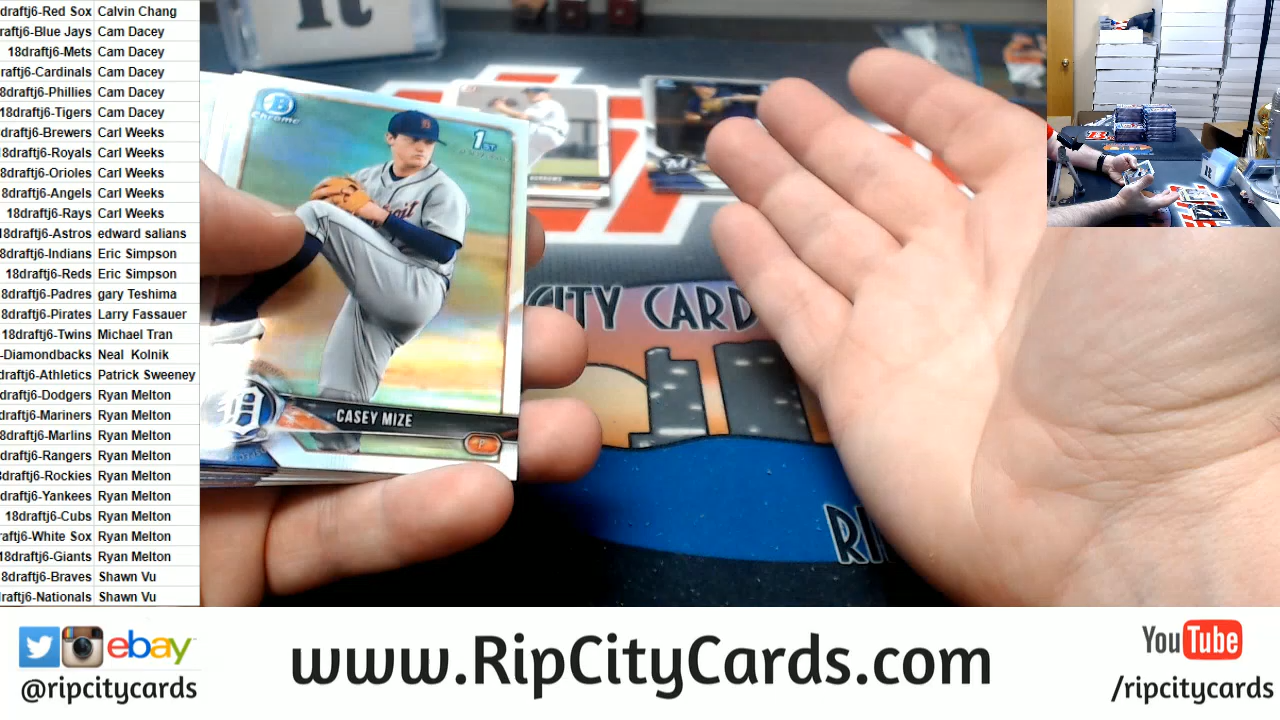 draftj6-Red Sox Calvin Chang
raftj6-Blue Jays Cam Dacey
18draftj6-Mets Cam Dacey
raftj6-Cardinals Cam Dacey
8draftj6-Phillies Cam Dacey
18draftj6-Tigers Cam Dacey
draftj6-Brewers Carl Weeks
8draftj6-Royals Carl Weeks
draftj6-Orioles Carl Weeks
8draftj6-Angels Carl Weeks
18draftj6-Rays Carl Weeks
8draftj6-Astros edward salians
8draftj6-Indians Eric Simpson
18draftj6-Reds Eric Simpson
8draftj6-Padres gary Teshima
8draftj6-Pirates Larry Fassauer
18draftj6-Twins Michael Tran
-Diamondbacks Neal Kolnik
draftj6-Athletics Patrick Sweeney
raftj6-Dodgers Ryan Melton
raftj6-Mariners Ryan Melton
8draftj6-Marlins Ryan Melton
draftj6-Rangers Ryan Melton
draftj6-Rockies Ryan Melton
draftj6-Yankees Ryan Melton
18draftj6-Cubs Ryan Melton
aftj6-White Sox Ryan Melton
18draftj6-Giants Ryan Melton
8draftj6-Braves Shawn Vu
raftj6-Nationals Shawn Vu
B
Chrome
1ST
D
Detroit
CASEY MIZE
P
CITY CARD
RI
ebay
@ripcitycards
www.RipCityCards.com
YouTube
/ripcitycards